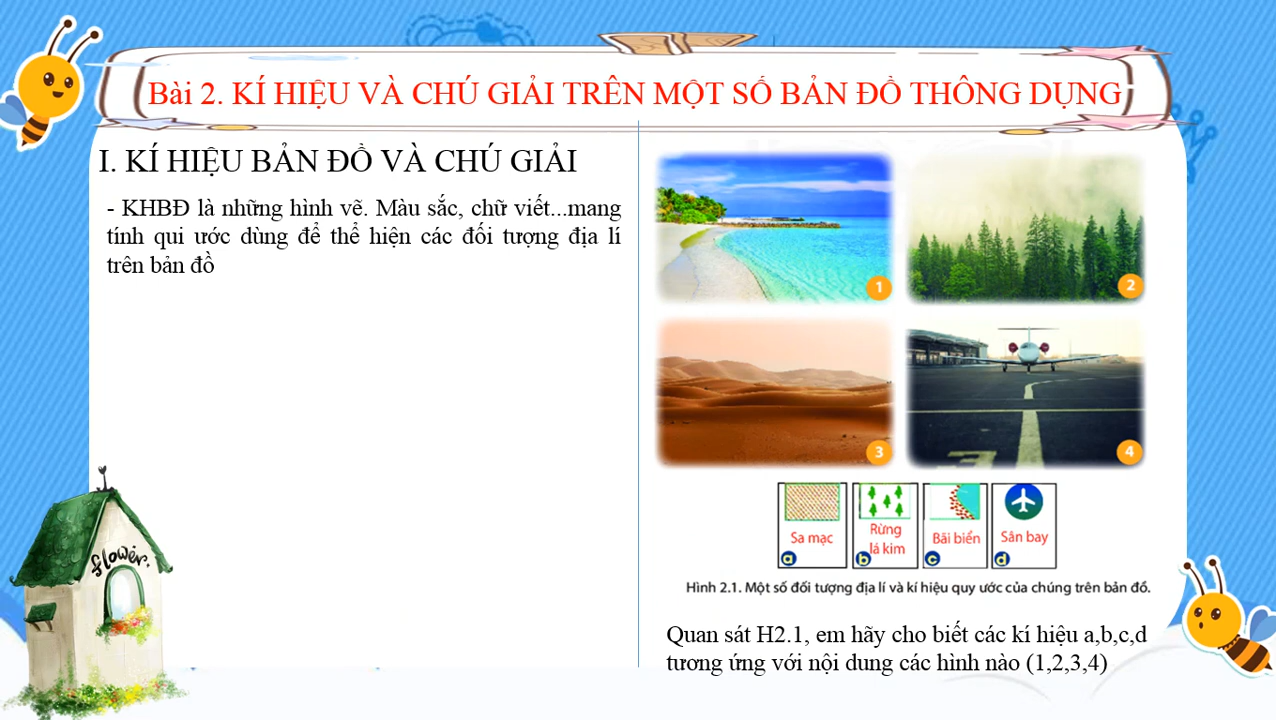 Bài 2. KÍ HIỆU VÀ CHÚ GIẢI TRÊN MỘT SỐ BẢN ĐỒ THÔNG DỤNG
I. KÍ HIỆU BẢN ĐỒ VÀ CHÚ GIẢI
- KHBĐ là những hình vẽ. Màu sắc, chữ viết...mang
tính qui ước dùng để thể hiện các đối tượng địa lí
trên bản đồ
1
2
3
4
Sa mạc
a
Rừng
lá kim
b
Bãi biển
c
Sân bay
d
Hình 2.1. Một số đối tượng địa lí và kí hiệu quy ước của chúng trên bản đồ.
Quan sát H2.1, em hãy cho biết các kí hiệu a,b,c,d
tương ứng với nội dung các hình nào (1,2,3,4)
flower.